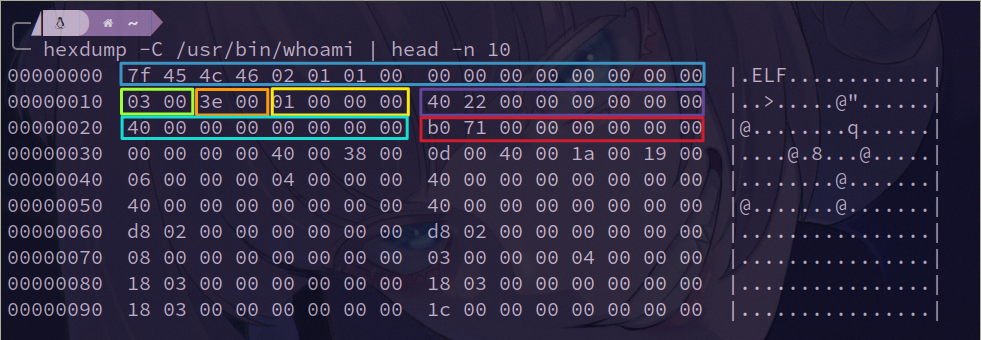 ~
hexdump -C /usr/bin/whoami | head -n 10
00000000 7f 45 4c 46 02 01 01 00 00 00 00 00 00 00 00 00 |.ELF............|
00000010 03 00 3e 00 01 00 00 00 40 22 00 00 00 00 00 00 |..>.....@"......|
00000020 40 00 00 00 00 00 00 00 b0 71 00 00 00 00 00 00 |@........q......|
00000030 00 00 00 00 40 00 38 00 0d 00 40 00 1a 00 19 00 |....@.8...@.....|
00000040 06 00 00 00 04 00 00 00 40 00 00 00 00 00 00 00 |........@.......|
00000050 40 00 00 00 00 00 00 00 40 00 00 00 00 00 00 00 |@.......@.......|
00000060 d8 02 00 00 00 00 00 00 d8 02 00 00 00 00 00 00 |................|
00000070 08 00 00 00 00 00 00 00 03 00 00 00 04 00 00 00 |................|
00000080 18 03 00 00 00 00 00 00 18 03 00 00 00 00 00 00 |................|
00000090 18 03 00 00 00 00 00 00 1c 00 00 00 00 00 00 00 |................|